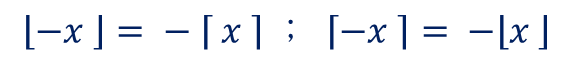 ⌊−x⌋ = −⌈x⌉ ; ⌈−x⌉ = −⌊x⌋